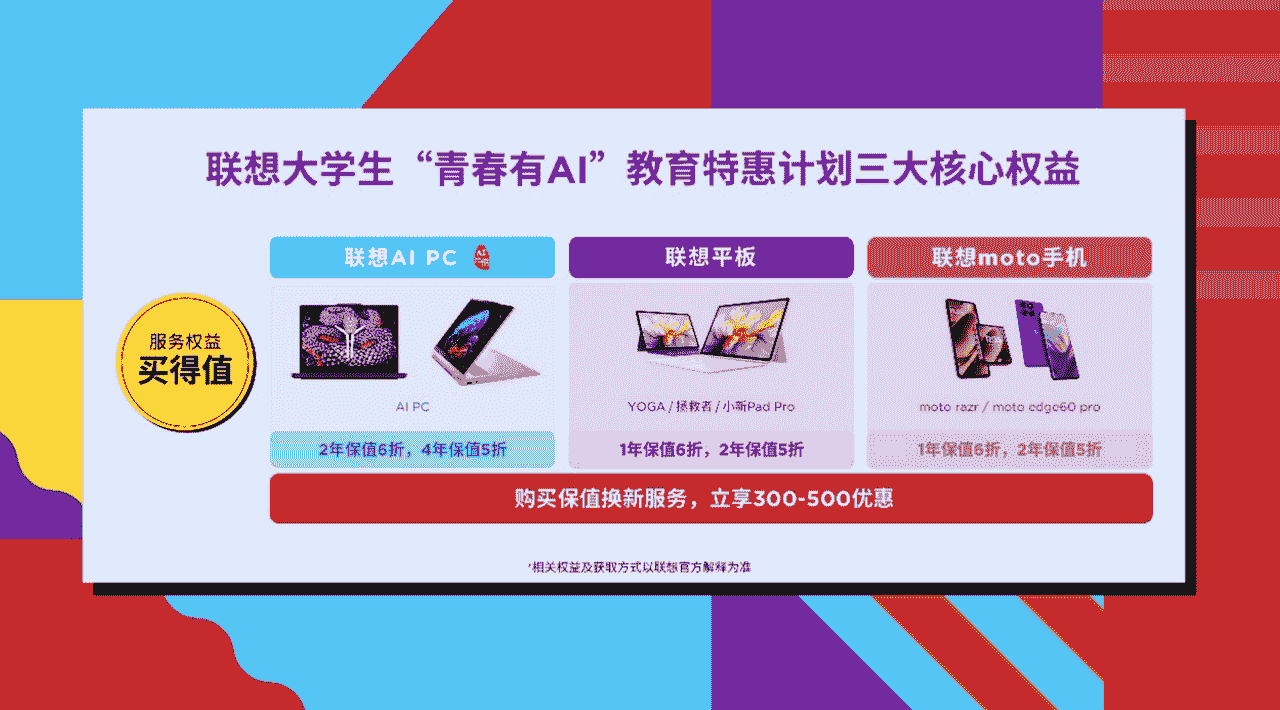 联想大学生“青春有AI”教育特惠计划三大核心权益
服务权益
买得值
联想AI PC
联想平板
联想moto手机
AI PC
YOGA / 拯救者 / 小新Pad Pro
moto razr / moto edge60 pro
2年保值6折，4年保值5折
1年保值6折，2年保值5折
1年保值6折，2年保值5折
购买保值换新服务，立享300-500优惠
*相关权益及获取方式以联想官方解释为准